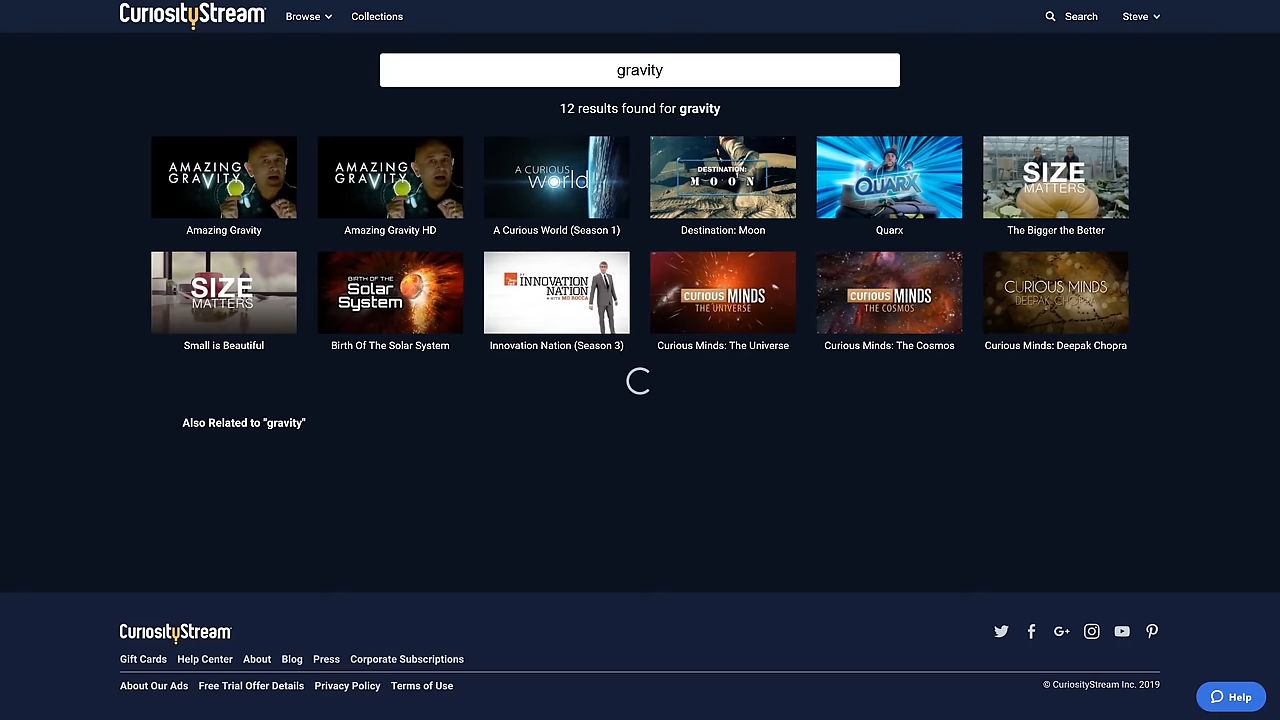 CuriosityStream Browse Collections Search Steve
gravity
12 results found for gravity
AMAZING GRAVITY
AMAZING GRAVITY
A CURIOUS world
DESTINATION: MOON
QUARX
SIZE MATTERS
Amazing Gravity
Amazing Gravity HD
A Curious World (Season 1)
Destination: Moon
Quarx
The Bigger the Better
SIZE MATTERS
BIRTH OF THE Solar System
INNOVATION NATION WITH MO ROCCA
CURIOUS MINDS THE UNIVERSE
CURIOUS MINDS THE COSMOS
CURIOUS MINDS DEEPAK CHOPRA
Small is Beautiful
Birth Of The Solar System
Innovation Nation (Season 3)
Curious Minds: The Universe
Curious Minds: The Cosmos
Curious Minds: Deepak Chopra
Also Related to "gravity"
CuriosityStream
Gift Cards Help Center About Blog Press Corporate Subscriptions
About Our Ads Free Trial Offer Details Privacy Policy Terms of Use
© CuriosityStream Inc. 2019
Help